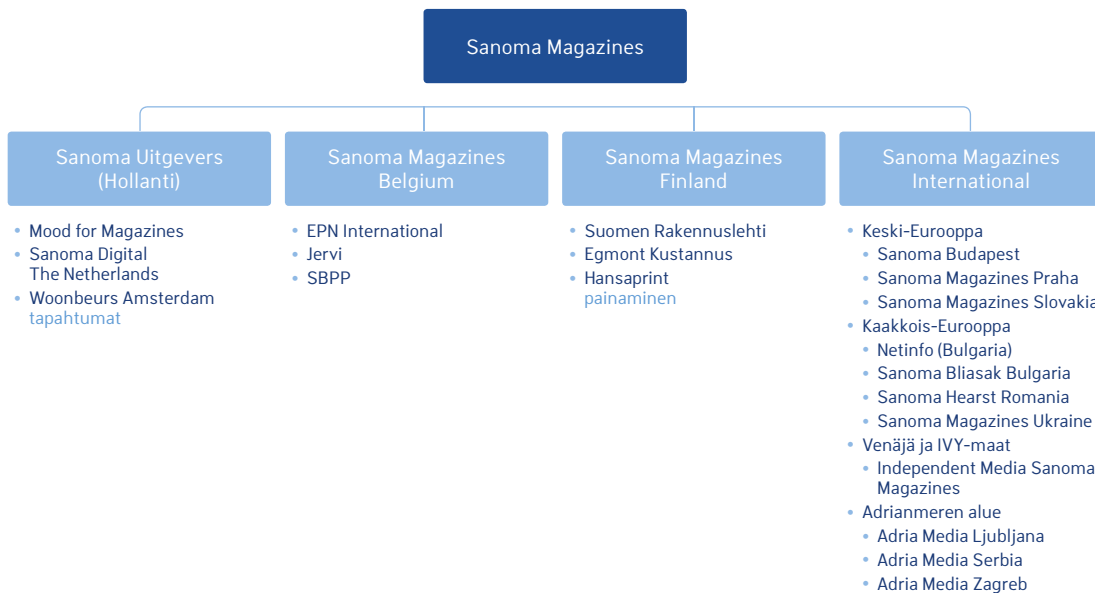 Sanoma Magazines
Sanoma Uitgevers
(Hollanti)
Mood for Magazines
Sanoma Digital
The Netherlands
Woonbeurs Amsterdam
tapahtumat
Sanoma Magazines
Belgium
EPN International
Jervi
SBPP
Sanoma Magazines
Finland
Suomen Rakennuslehti
Egmont Kustannus
Hansaprint
painaminen
Sanoma Magazines
International
Keski-Eurooppa
Sanoma Budapest
Sanoma Magazines Praha
Sanoma Magazines Slovakia
Kaakkois-Eurooppa
Netinfo (Bulgaria)
Sanoma Bliasak Bulgaria
Sanoma Hearst Romania
Sanoma Magazines Ukraine
Venäjä ja IVY-maat
Independent Media Sanoma
Magazines
Adrianmeren alue
Adria Media Ljubljana
Adria Media Serbia
Adria Media Zagreb